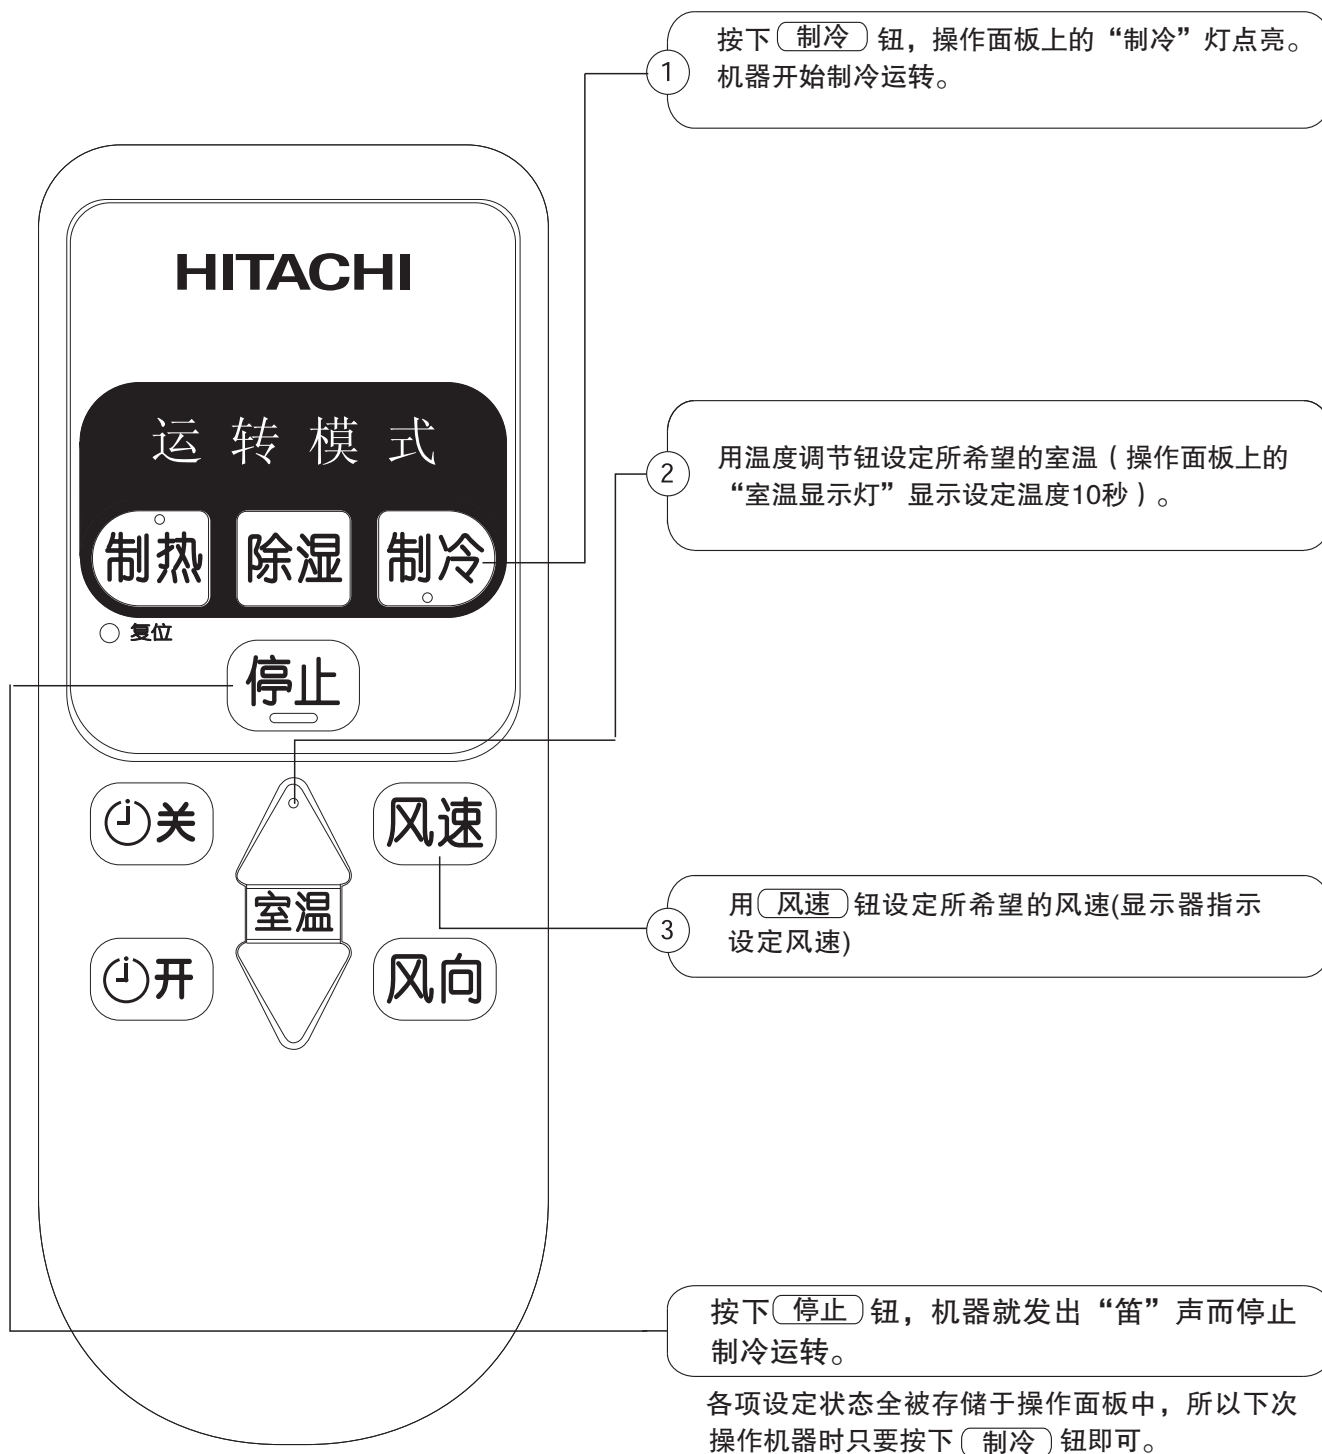 按下 制冷 钮，操作面板上的“制冷”灯点亮。
机器开始制冷运转。
1
HITACHI
运转模式
制热 除湿 制冷
复位
停止
2
用温度调节钮设定所希望的室温（操作面板上的
“室温显示灯”显示设定温度10秒）。
关
风速
室温
开
风向
3
用 风速 钮设定所希望的风速(显示器指示
设定风速)
按下 停止 钮，机器就发出“笛”声而停止
制冷运转。
各项设定状态全被存储于操作面板中，所以下次
操作机器时只要按下 制冷 钮即可。